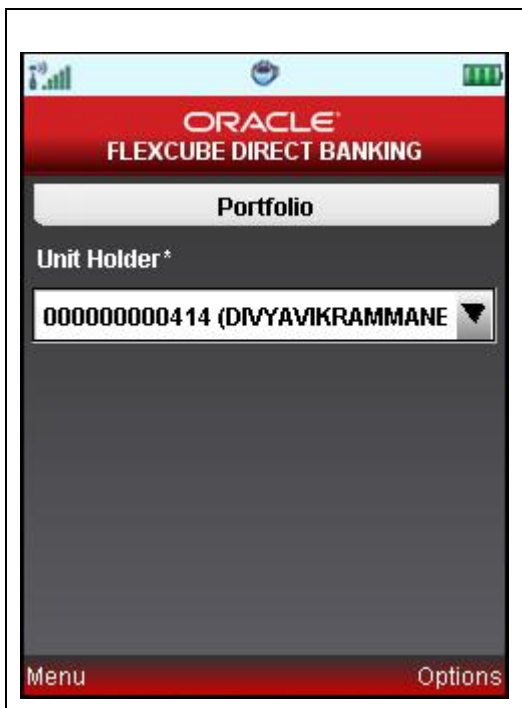 ORACLE
FLEXCUBE DIRECT BANKING
Portfolio
Unit Holder*
000000000414 (DIVYAVIKRAMMANE
Menu Options